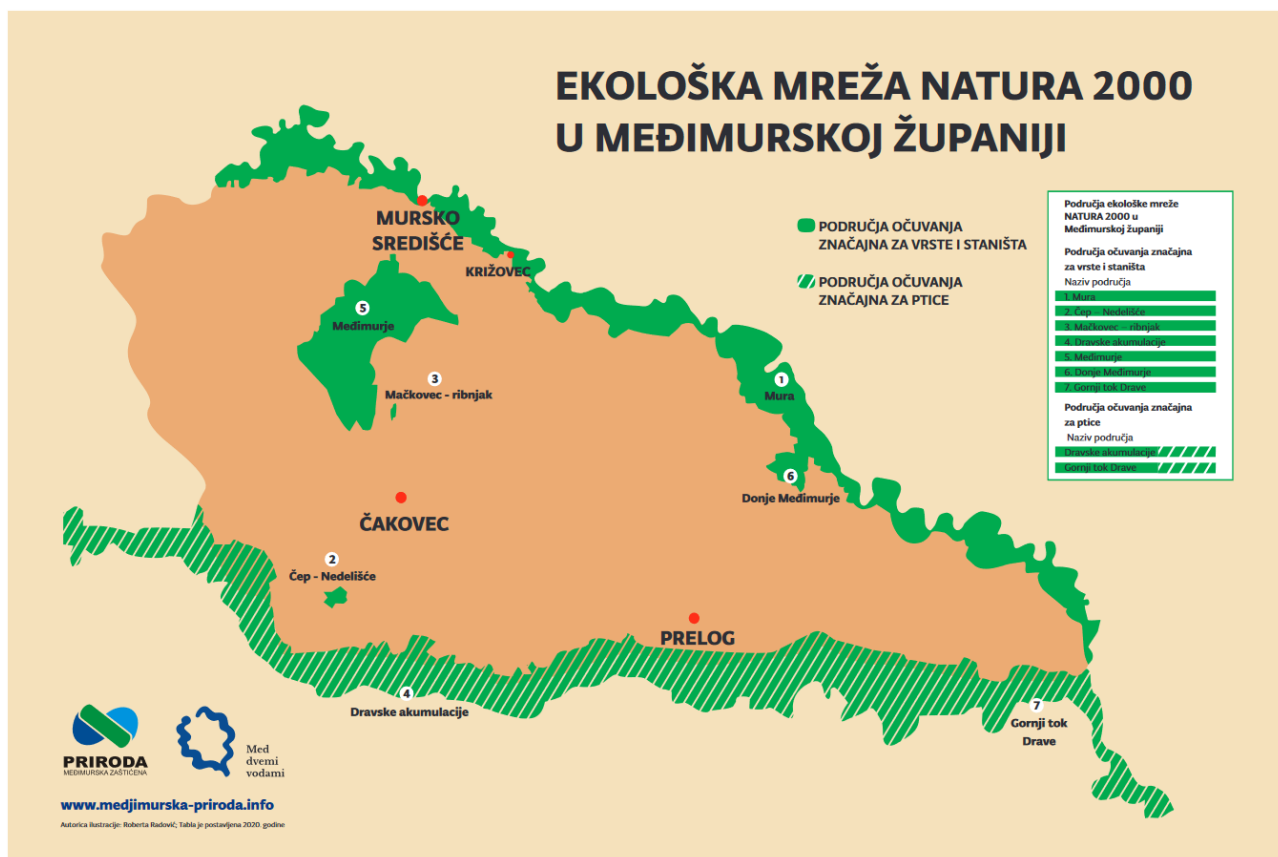 EKOLOŠKA MREŽA NATURA 2000
U MEĐIMURSKOJ ŽUPANIJI
PODRUČJA OČUVANJA
ZNAČAJNA ZA VRSTE I STANIŠTA
PODRUČJA OČUVANJA
ZNAČAJNA ZA PTICE
Područja ekološke mreže
NATURA 2000 u
Međimurskoj županiji
Područja očuvanja značajna
za vrste i staništa
Naziv područja
1. Mura
2. Čep – Nedelišće
3. Mačkovec – ribnjak
4. Dravske akumulacije
5. Međimurje
6. Donje Međimurje
7. Gornji tok Drave
Područja očuvanja značajna
za ptice
Naziv područja
Dravske akumulacije
Gornji tok Drave
MURSKO
SREDIŠĆE
KRIŽOVEC
5
Međimurje
3
Mačkovec - ribnjak
1
Mura
6
Donje Međimurje
ČAKOVEC
2
Čep - Nedelišće
PRELOG
4
Dravske akumulacije
7
Gornji tok
Drave
PRIRODA
MEĐIMURSKA ZAŠTIĆENA
Med
dvemi
vodami
www.medjimurska-priroda.info
Autorica ilustracije: Roberta Radović; Tabla je postavljena 2020. godine